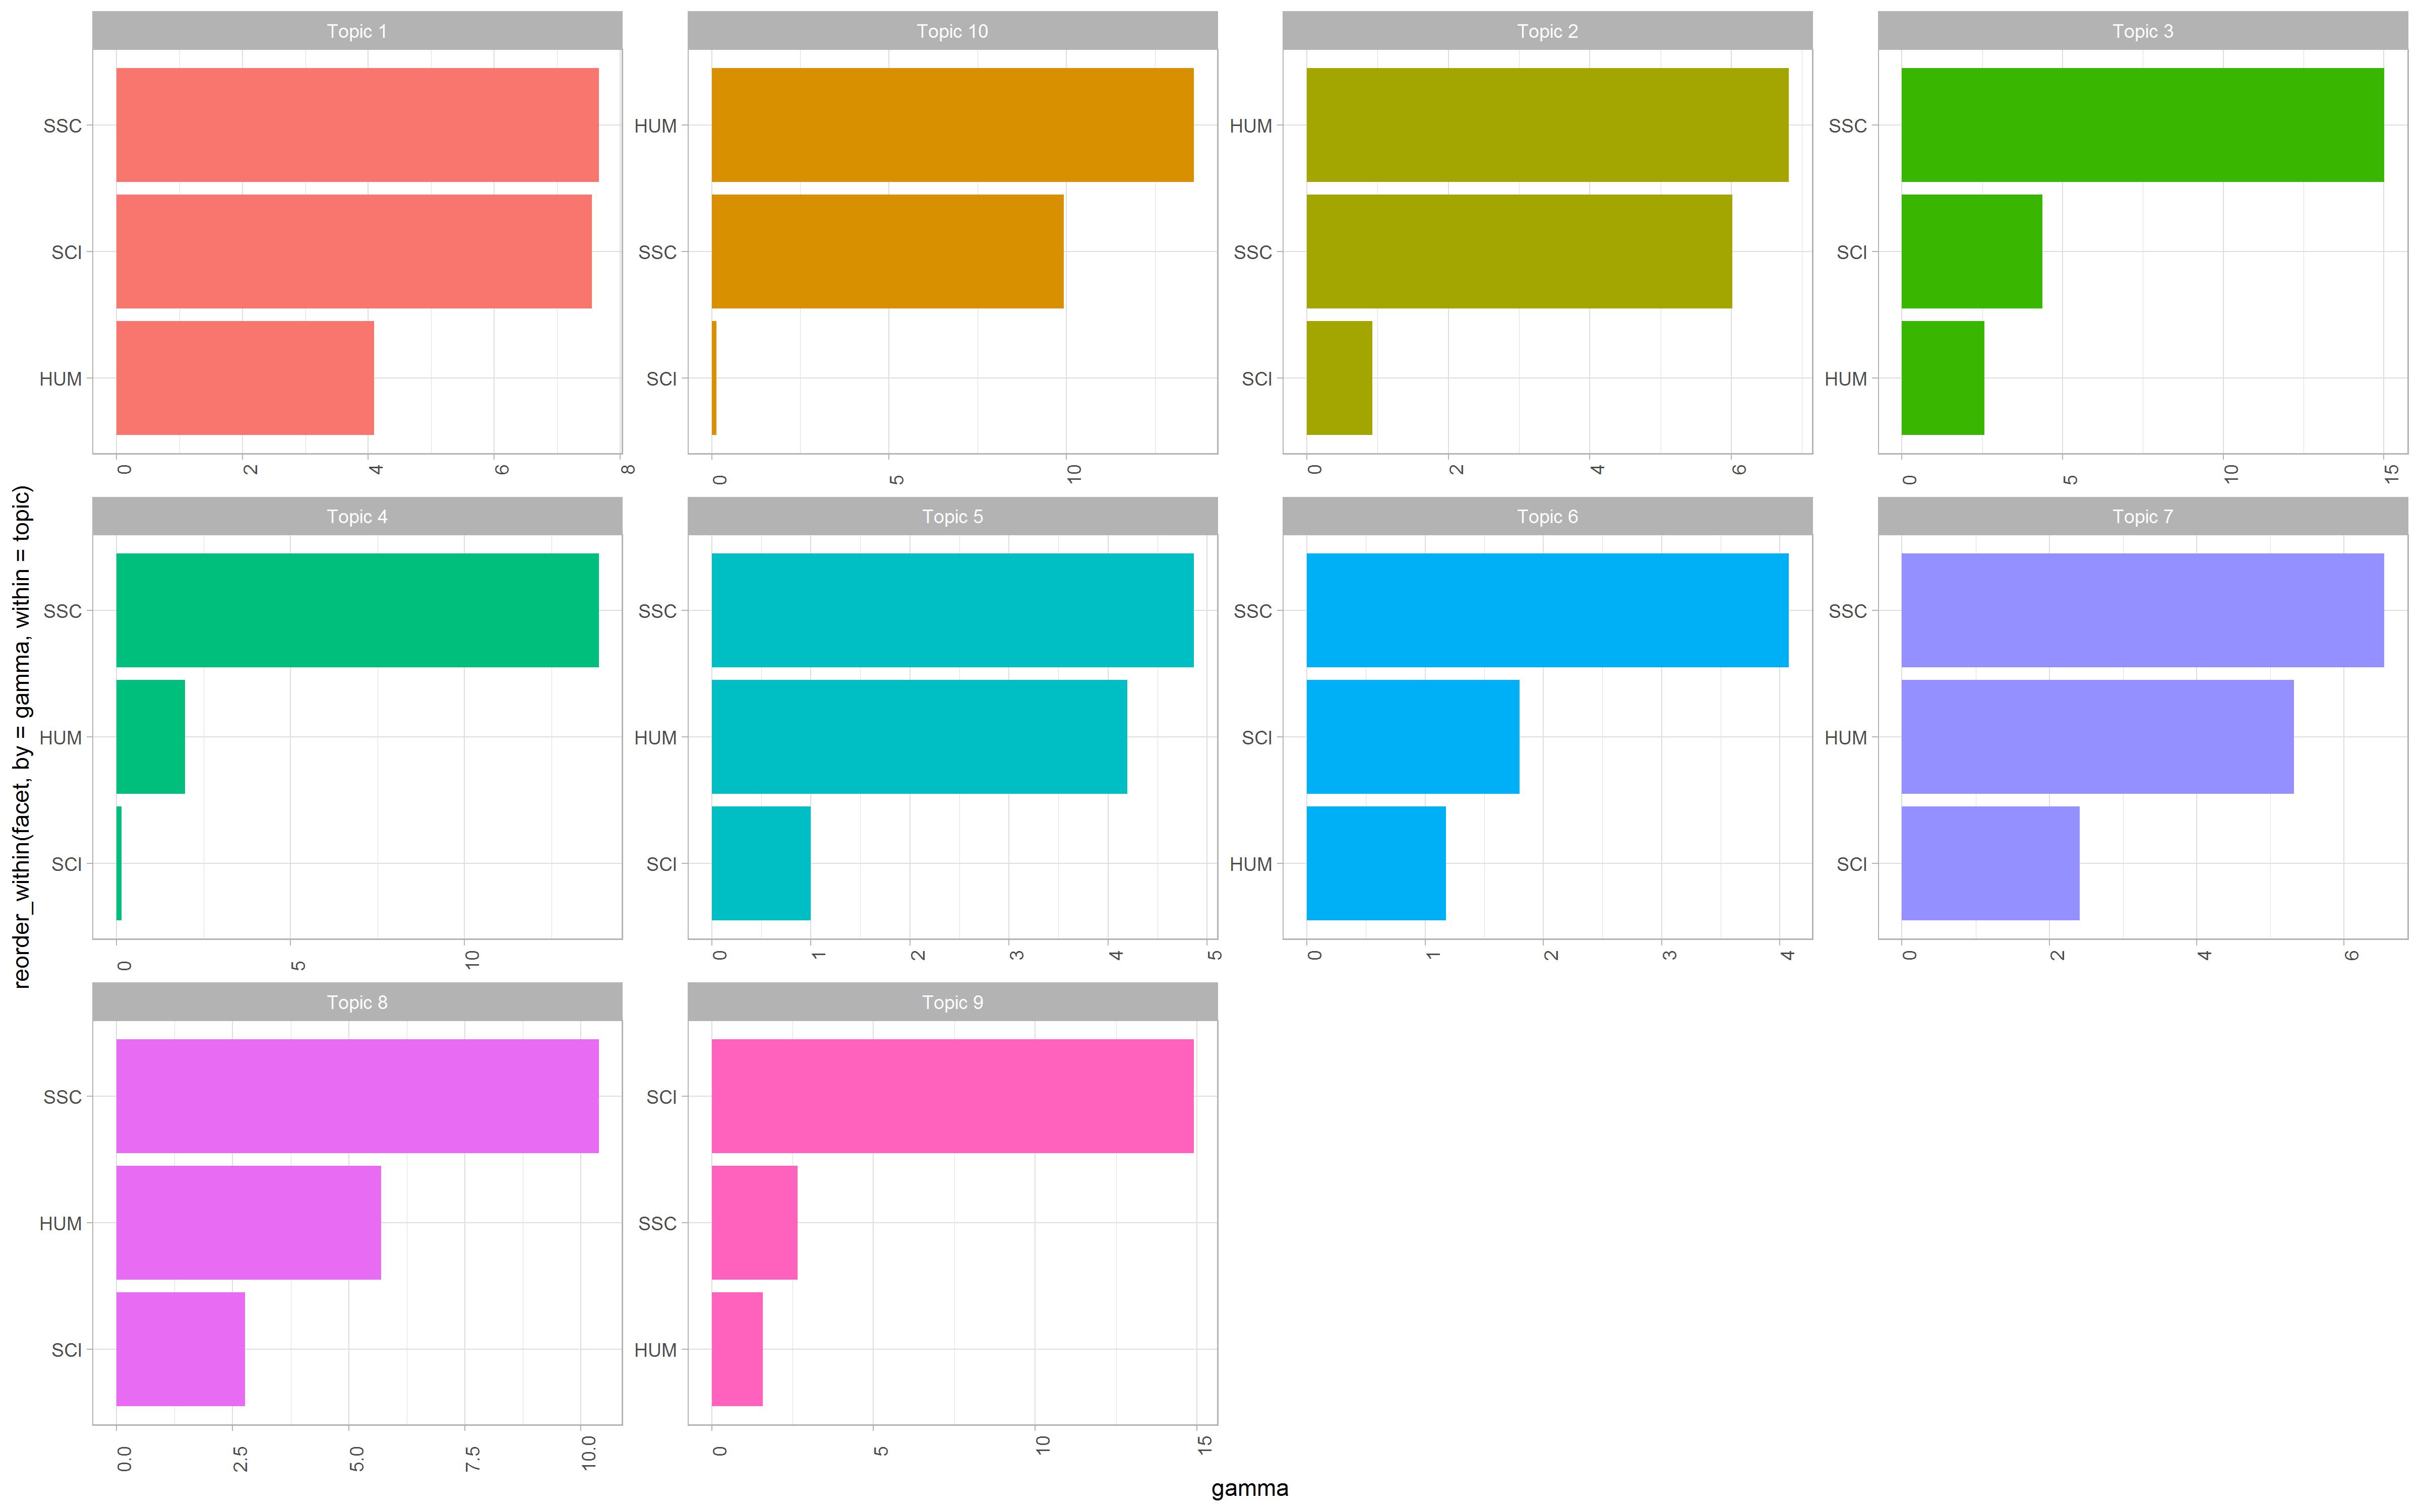 Topic 1
SSC
SCI
HUM
0 2 4 6 8
Topic 10
HUM
SSC
SCI
0 5 10
Topic 2
HUM
SSC
SCI
0 2 4 6
Topic 3
SSC
SCI
HUM
0 5 10 15
reorder_within(facet, by = gamma, within = topic)
Topic 4
SSC
HUM
SCI
0 5 10
Topic 5
SSC
HUM
SCI
0 1 2 3 4 5
Topic 6
SSC
SCI
HUM
0 1 2 3 4
Topic 7
SSC
HUM
SCI
0 2 4 6
Topic 8
SSC
HUM
SCI
0.0 2.5 5.0 7.5 10.0
Topic 9
SCI
SSC
HUM
0 5 10 15
gamma